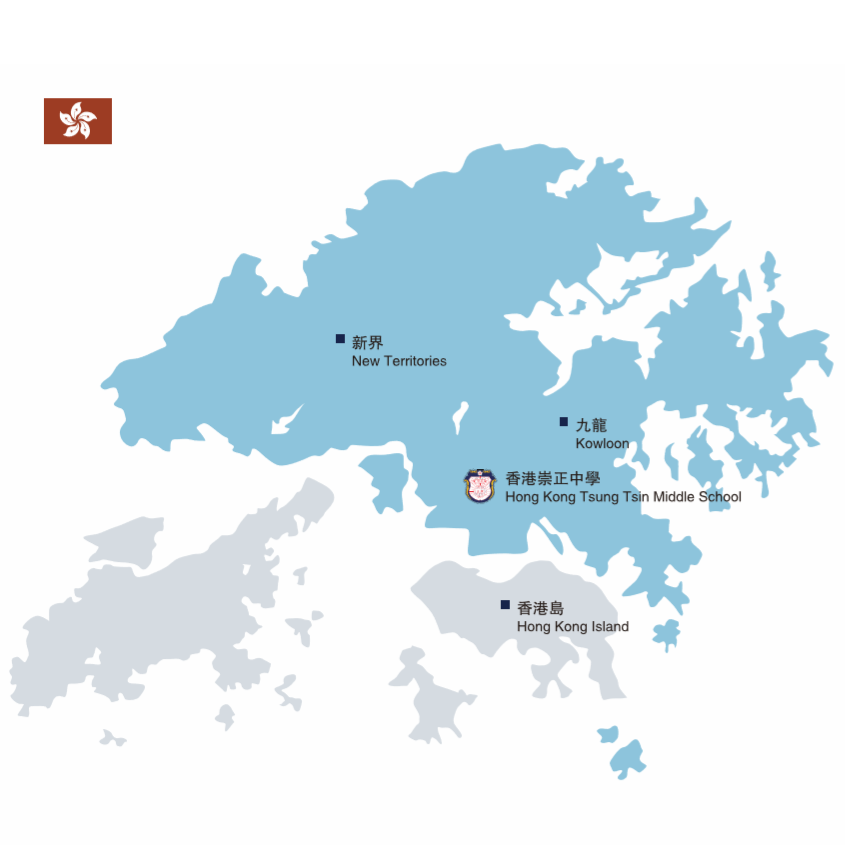 新界
New Territories
九龍
Kowloon
香港崇正中學
Hong Kong Tsung Tsin Middle School
香港島
Hong Kong Island